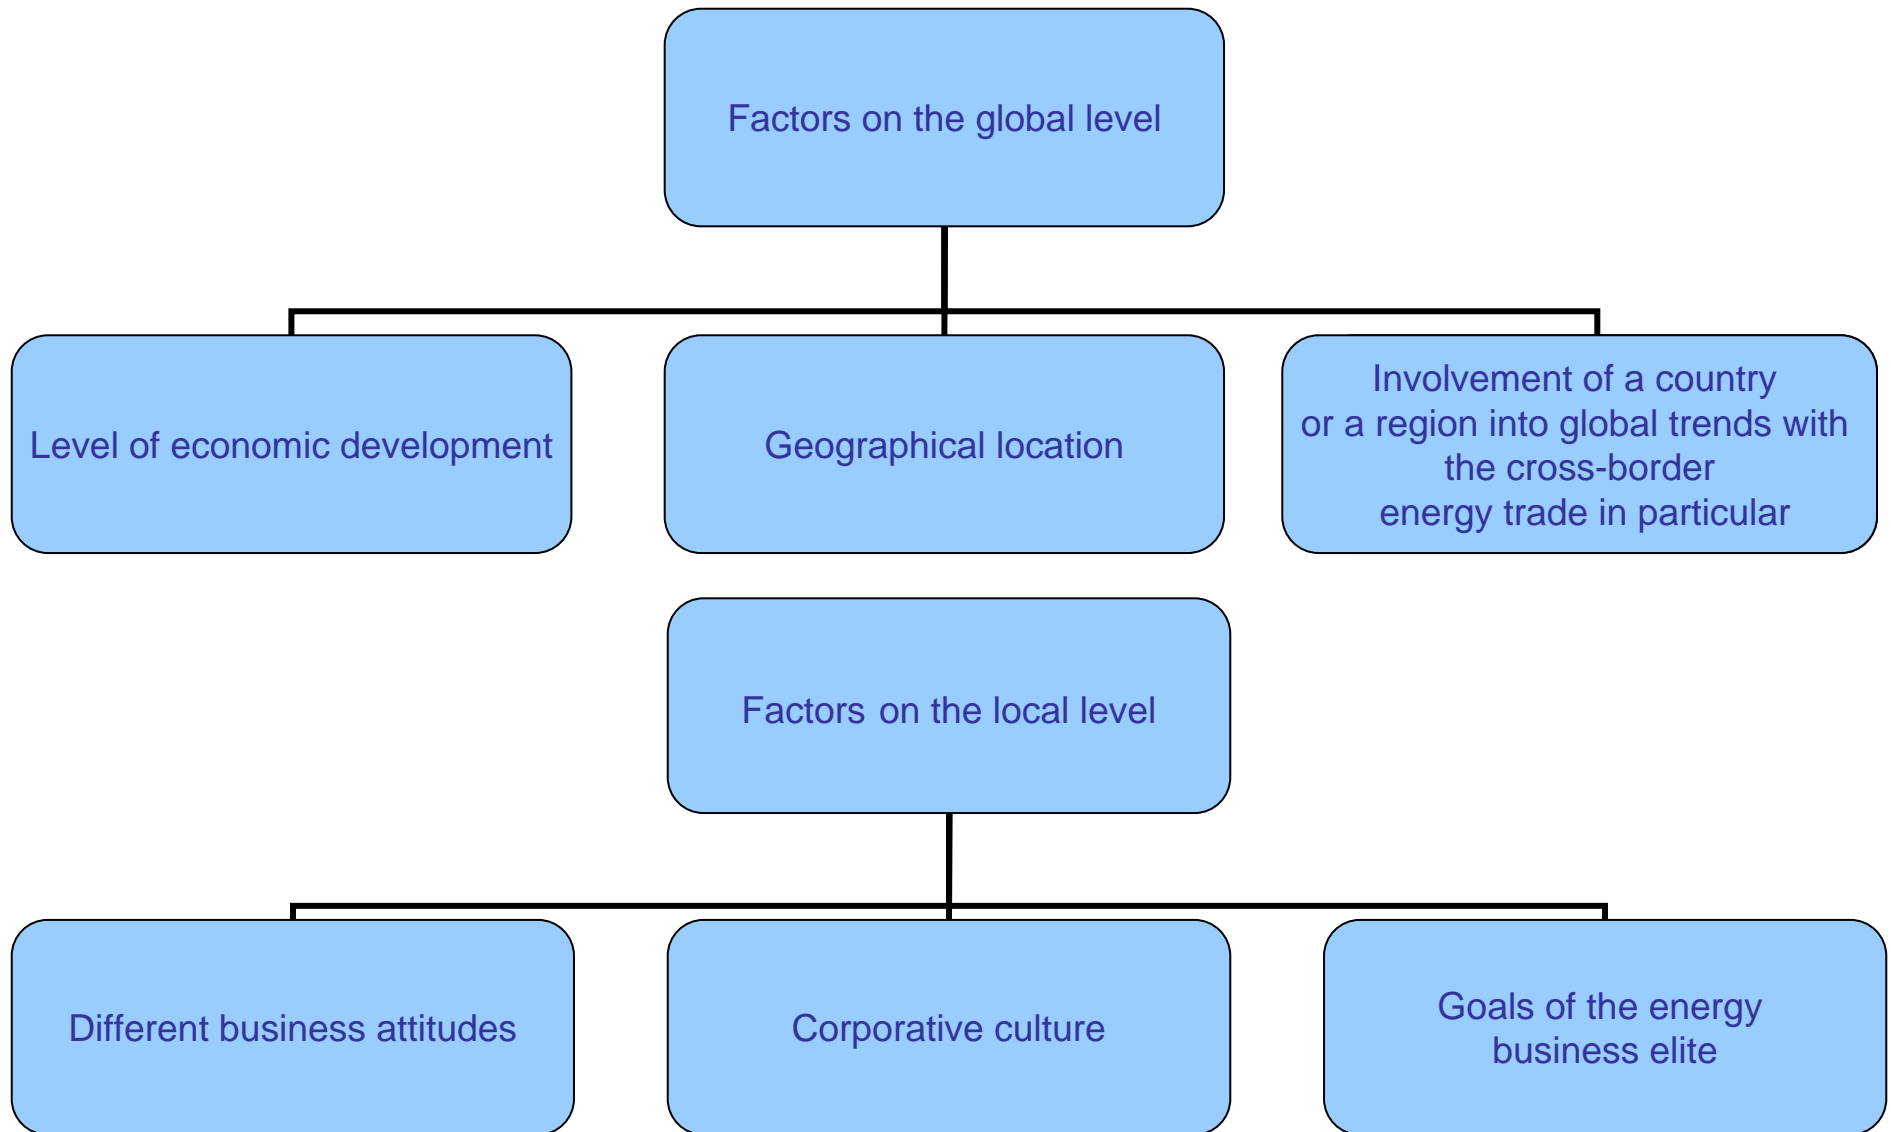 Factors on the global level
Level of economic development
Geographical location
Involvement of a country
or a region into global trends with
the cross-border
energy trade in particular
Factors on the local level
Different business attitudes
Corporative culture
Goals of the energy
business elite